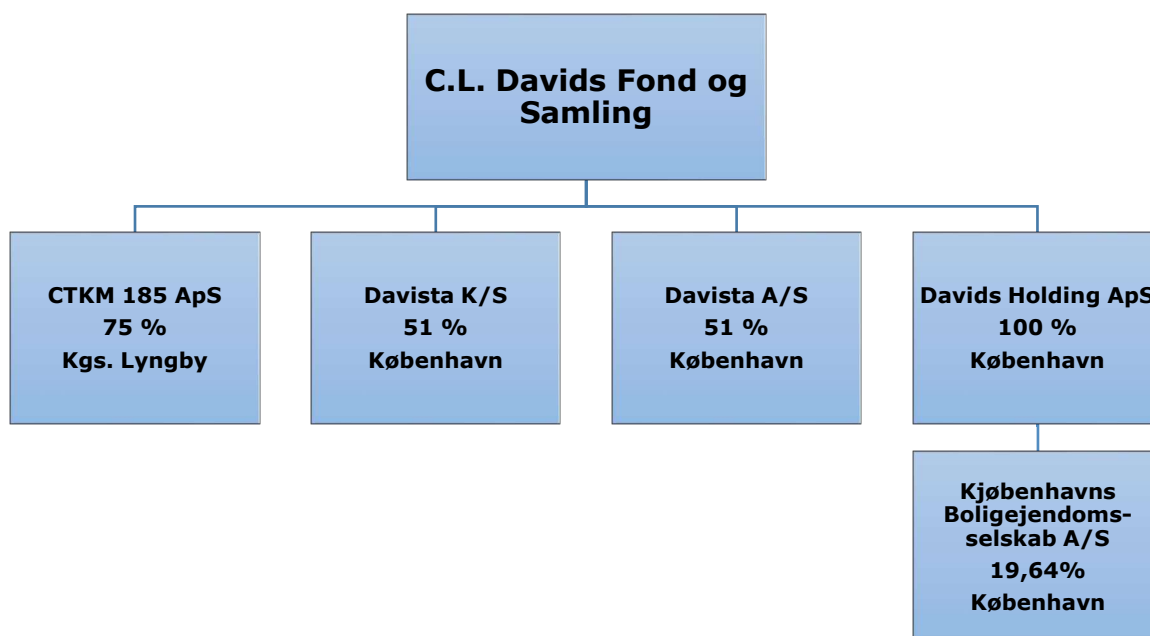 C.L. Davids Fond og
Samling
CTKM 185 ApS
75 %
Kgs. Lyngby
Davista K/S
51 %
København
Davista A/S
51 %
København
Davids Holding ApS
100 %
København
Kjøbenhavns
Boligejendoms-
selskab A/S
19,64%
København